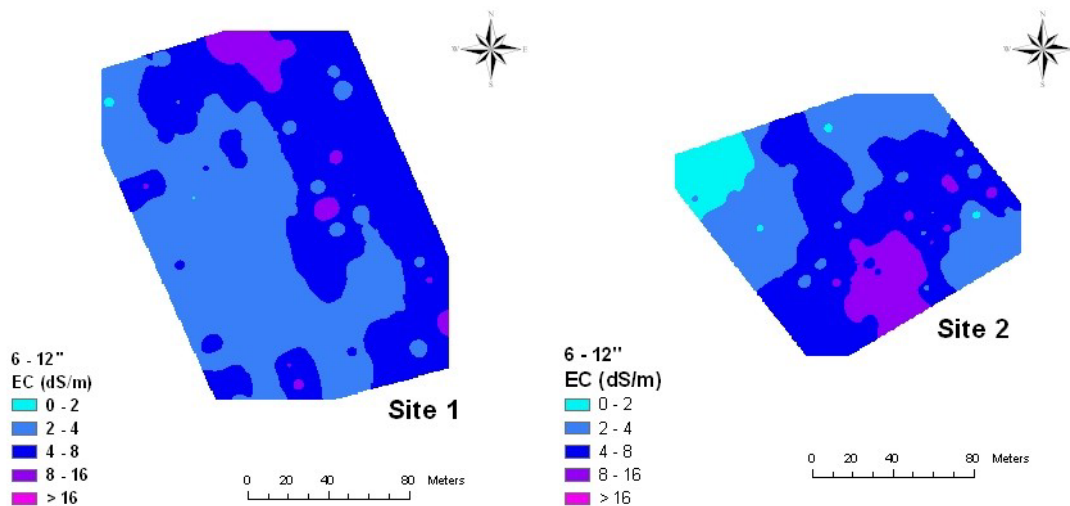 N
W E
S
Site 1
6 - 12"
EC (dS/m)
0 - 2
2 - 4
4 - 8
8 - 16
> 16
0 20 40 60 80 Meters
N
W E
S
Site 2
6 - 12"
EC (dS/m)
0 - 2
2 - 4
4 - 8
8 - 16
> 16
0 20 40 60 80 Meters